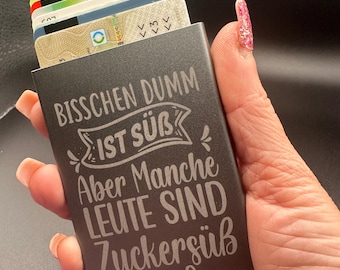 BISSCHEN DUMM
IST SÜẞ
Aber Manche
LEUTE SIND
Zuckersüß